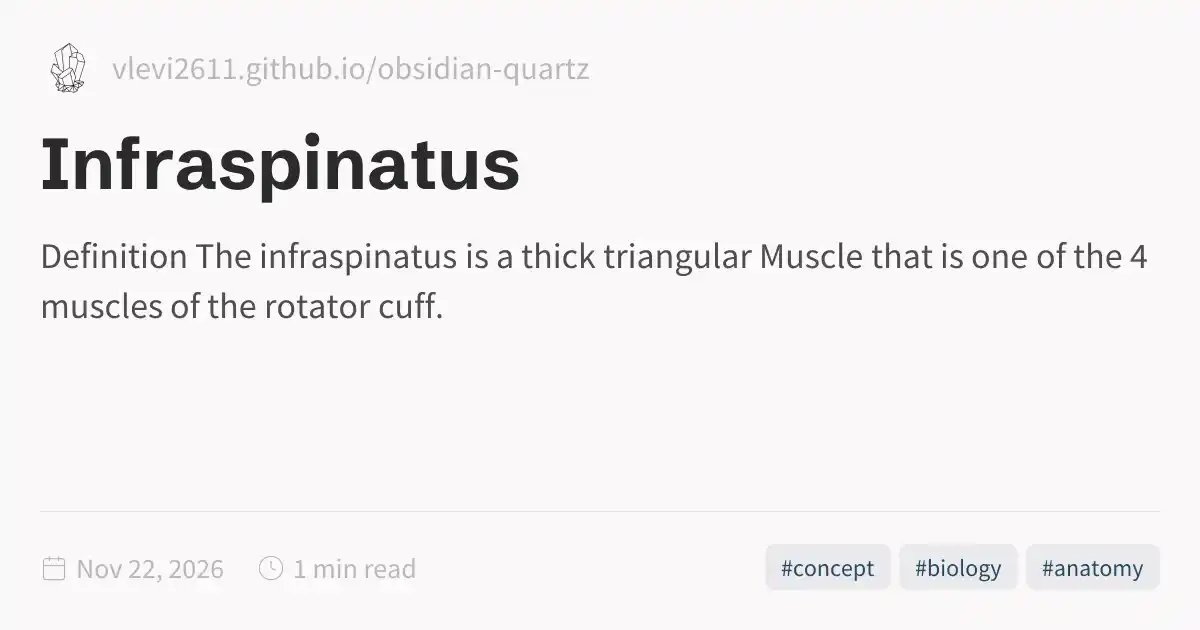 vlevi2611.github.io/obsidian-quartz
Infraspinatus
Definition The infraspinatus is a thick triangular Muscle that is one of the 4
muscles of the rotator cuff.
Nov 22, 2026 1 min read #concept #biology #anatomy